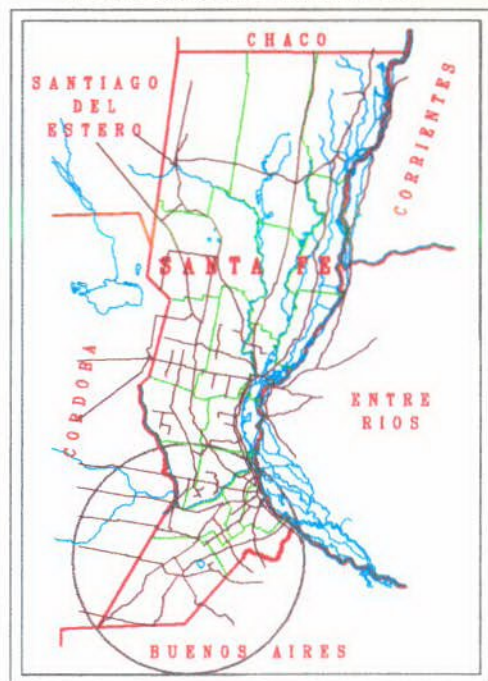 CHACO
SANTIAGO
DEL
ESTERO
CORRIENTES
SANTA FE
CORDOBA
ENTRE
RIOS
BUENOS AIRES